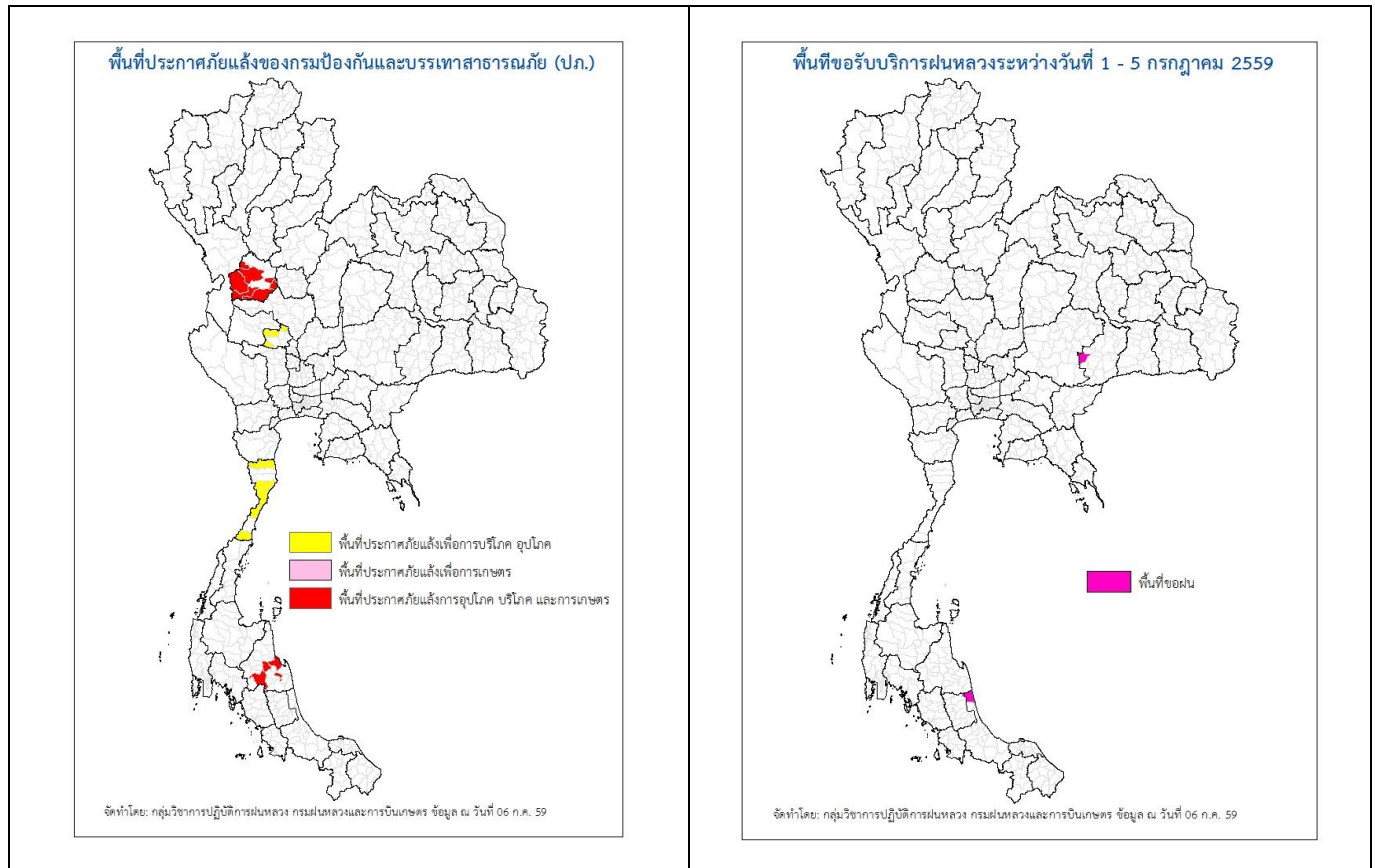 พื้นที่ประกาศภัยแล้งของกรมป้องกันและบรรเทาสาธารณภัย (ปภ.)
พื้นที่ประกาศภัยแล้งเพื่อการบริโภค อุปโภค
พื้นที่ประกาศภัยแล้งเพื่อการเกษตร
พื้นที่ประกาศภัยแล้งการอุปโภค บริโภค และการเกษตร
จัดทำโดย: กลุ่มวิชาการปฏิบัติการฝนหลวง กรมฝนหลวงและการบินเกษตร ข้อมูล ณ วันที่ 06 ก.ค. 59
พื้นที่ขอรับบริการฝนหลวงระหว่างวันที่ 1 - 5 กรกฎาคม 2559
พื้นที่ขอฝน
จัดทำโดย: กลุ่มวิชาการปฏิบัติการฝนหลวง กรมฝนหลวงและการบินเกษตร ข้อมูล ณ วันที่ 06 ก.ค. 59